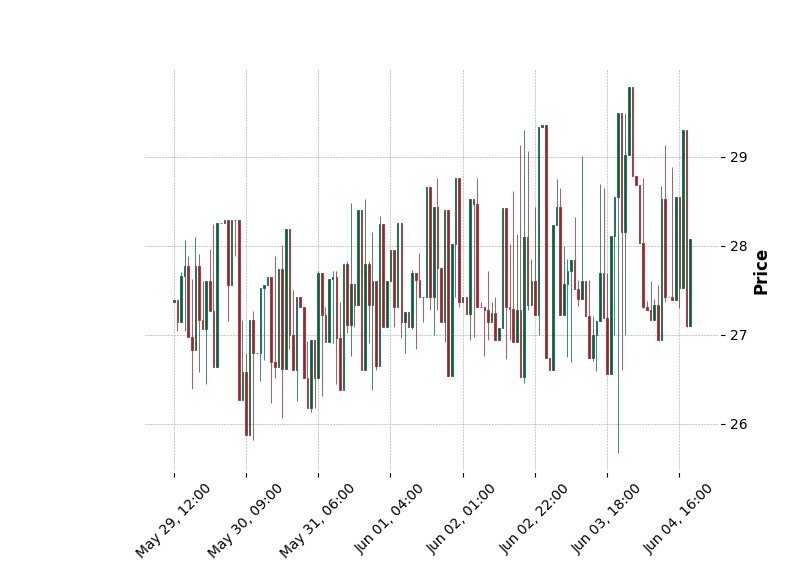 29
28
27
26
Price
May 29, 12:00
May 30, 09:00
May 31, 06:00
Jun 01, 04:00
Jun 02, 01:00
Jun 02, 22:00
Jun 03, 18:00
Jun 04, 16:00